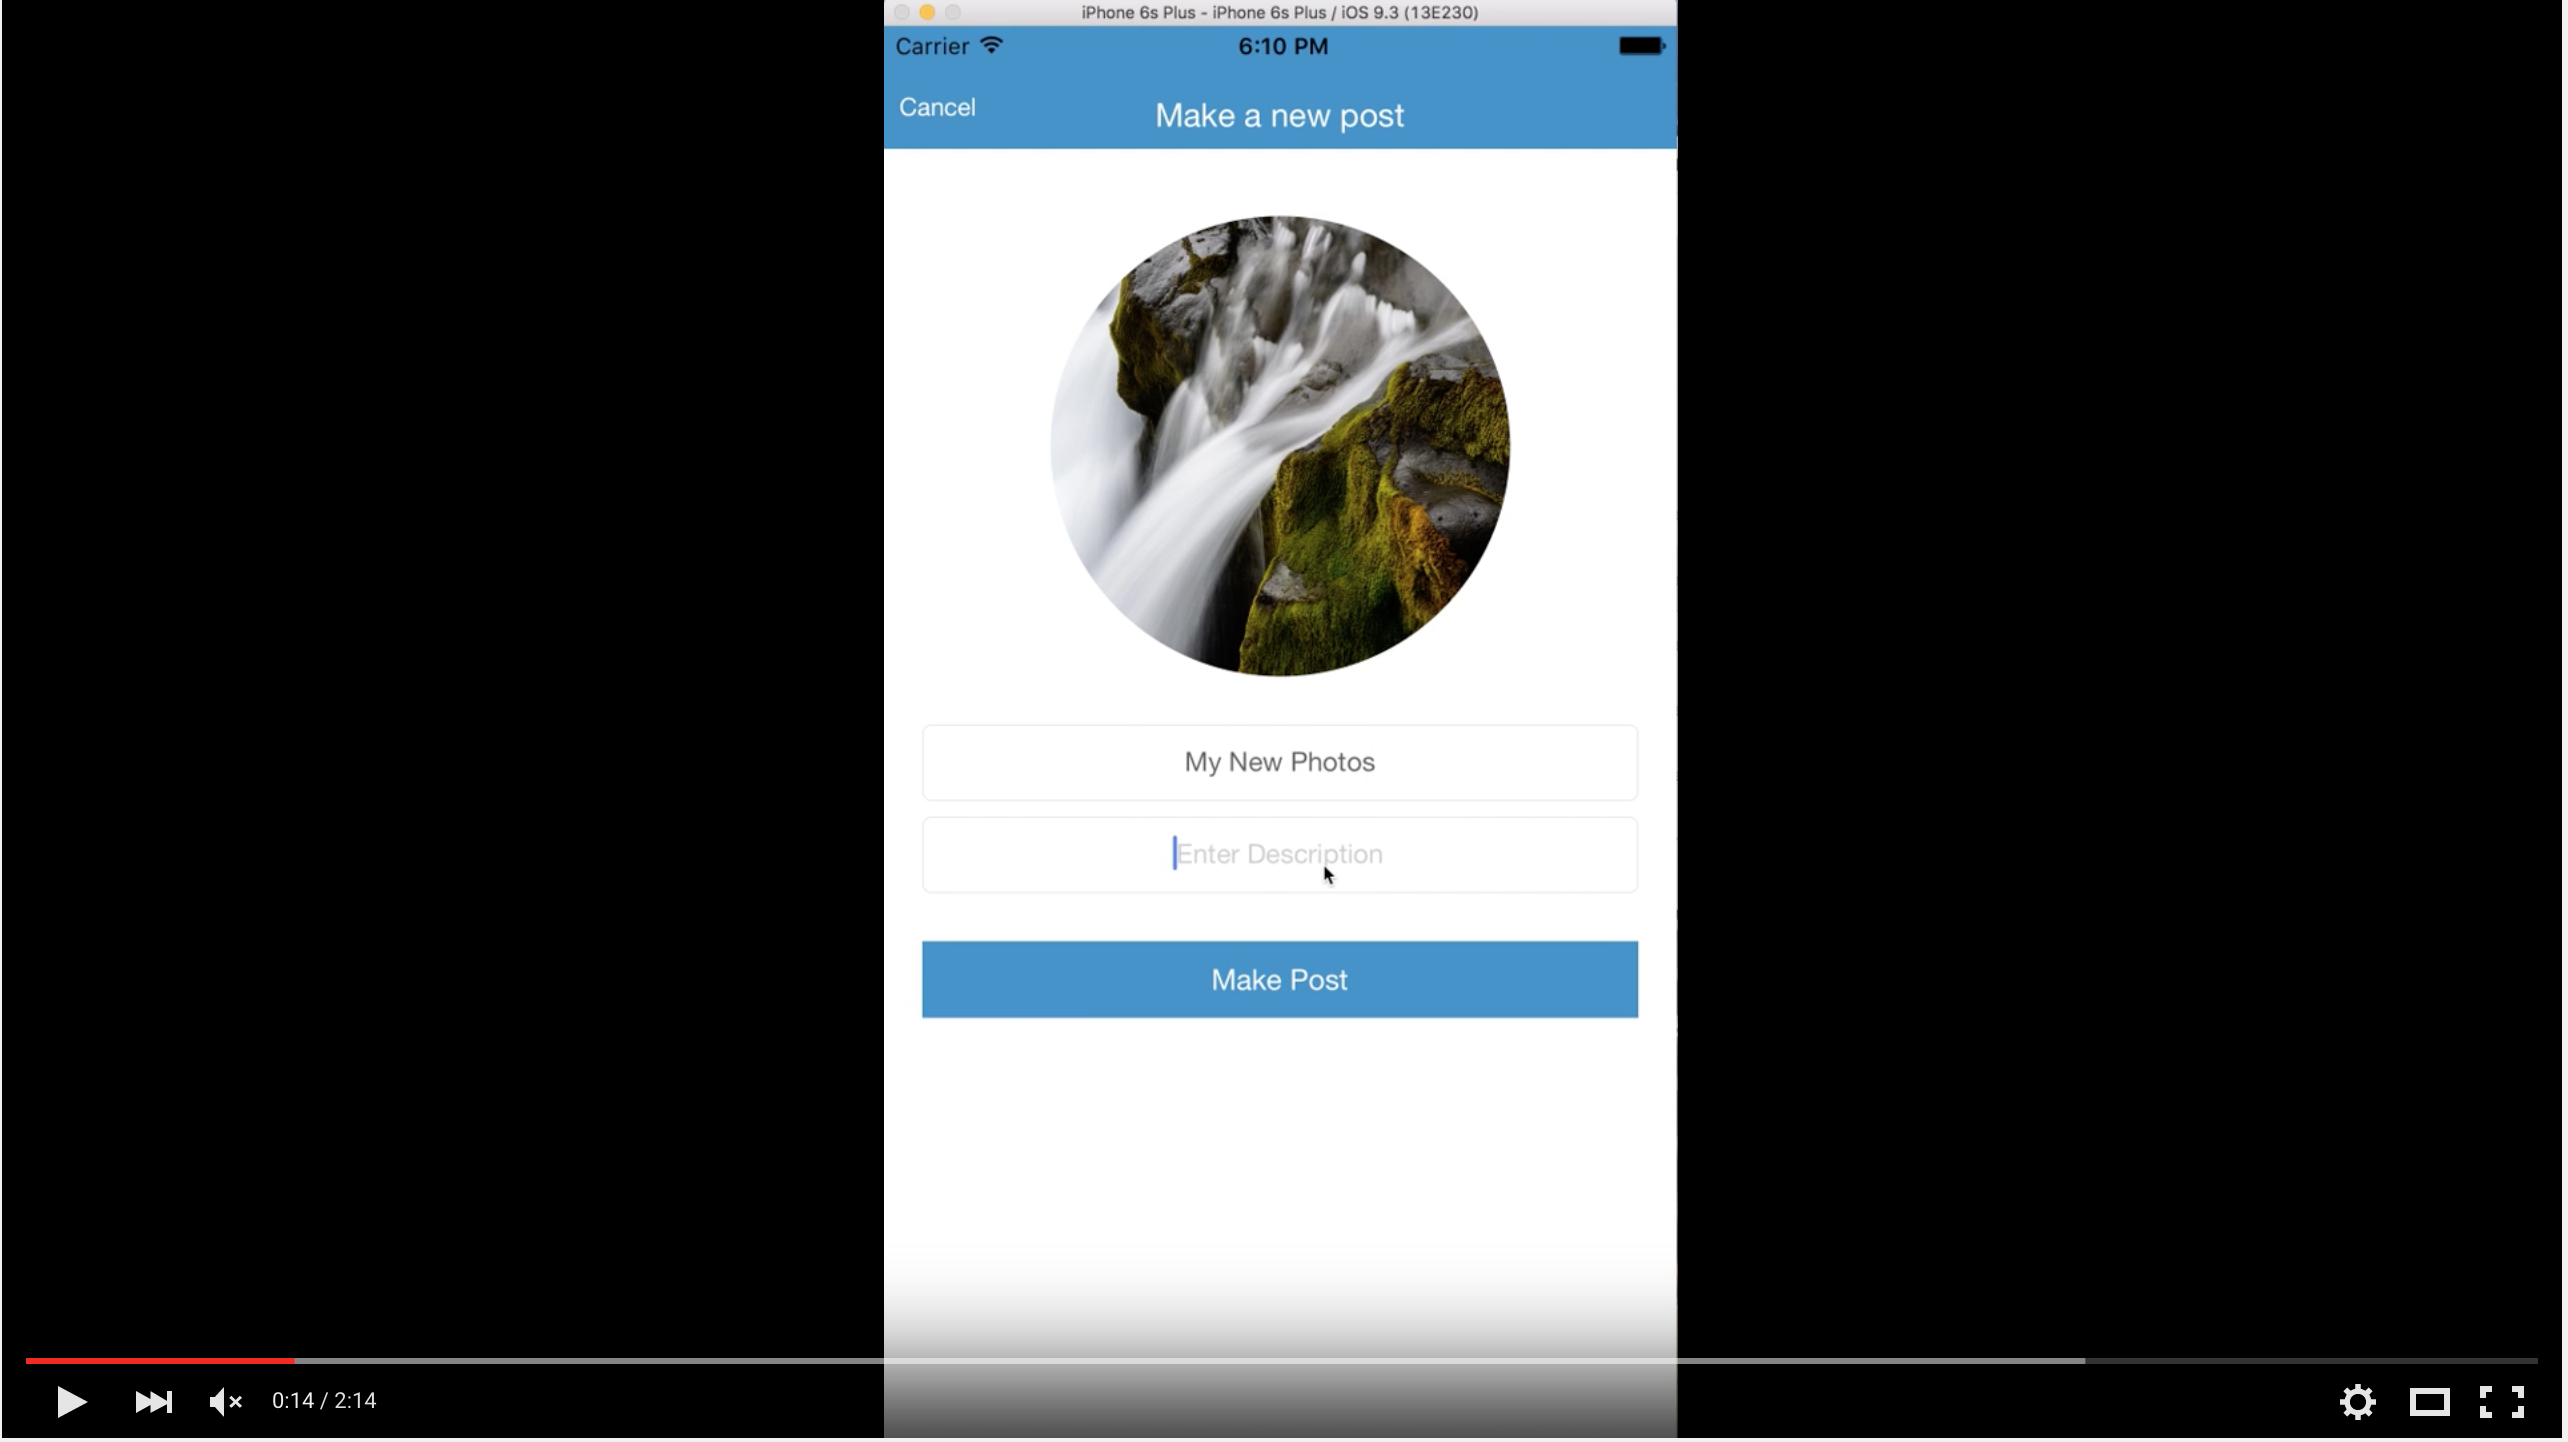 iPhone 6s Plus - iPhone 6s Plus / iOS 9.3 (13E230)
Carrier 6:10 PM
Cancel Make a new post
My New Photos
Enter Description
Make Post
0:14 / 2:14